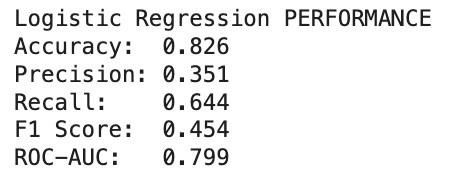 Logistic Regression PERFORMANCE
Accuracy: 0.826
Precision: 0.351
Recall: 0.644
F1 Score: 0.454
ROC-AUC: 0.799